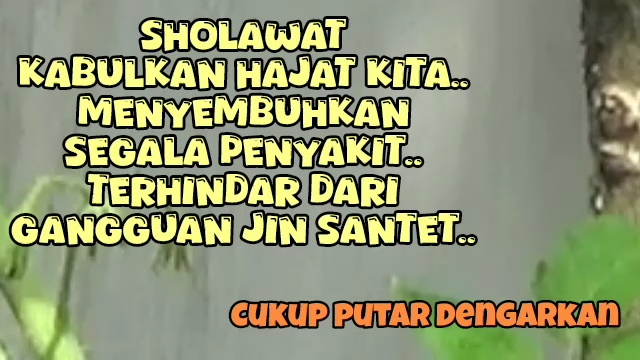 SHOLAWAT
KABULKAN HAJAT KITA..
MENYEMBUHKAN
SEGALA PENYAKIT..
TERHINDAR DARI
GANGGUAN JIN SANTET..
CUKUP PUTAR DENGARKAN